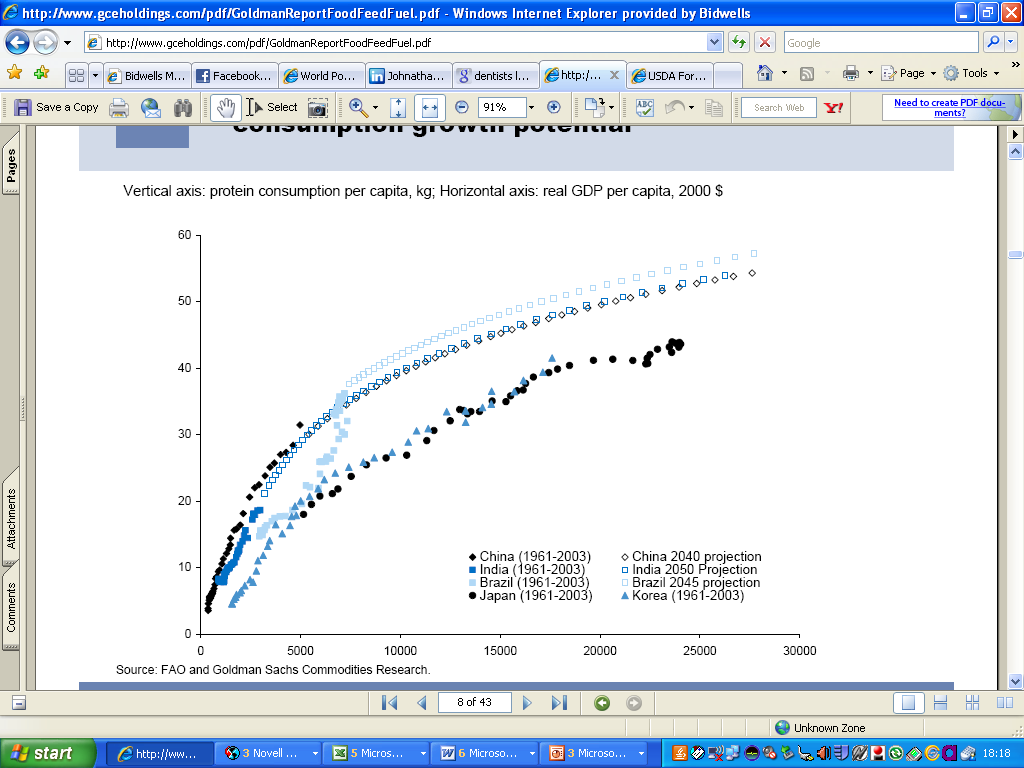 http://www.gceholdings.com/pdf/GoldmanReportFoodFeedFuel.pdf - Windows Internet Explorer provided by Bidwells
http://www.gceholdings.com/pdf/GoldmanReportFoodFeedFuel.pdf
Google
Bidwells M... Facebook... World Po... Johnatha... dentists l... http:/... X USDA For... Page Tools
Save a Copy Select 91% Search Web Y! Need to create PDF docu-
ments?
consumption growth potential
Pages
Attachments
Comments
Vertical axis: protein consumption per capita, kg; Horizontal axis: real GDP per capita, 2000 $
60
50
40
30
20
10
0
China (1961-2003) China 2040 projection
India (1961-2003) India 2050 Projection
Brazil (1961-2003) Brazil 2045 projection
Japan (1961-2003) Korea (1961-2003)
0 5000 10000 15000 20000 25000 30000
Source: FAO and Goldman Sachs Commodities Research.
8 of 43
Unknown Zone
start http://ww... 3 Novell ... 5 Micros... 6 Microso... 3 Microso... 18:18